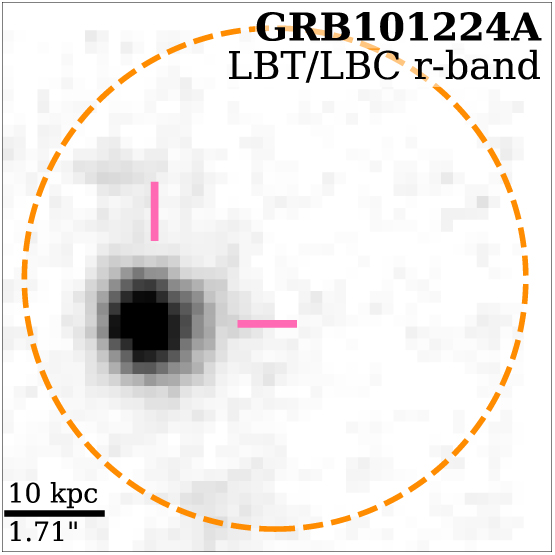 GRB101224A
LBT/LBC r-band
10 kpc
1.71"